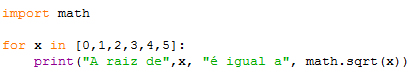 import math
for x in [0,1,2,3,4,5]:
    print("A raiz de",x, "é igual a", math.sqrt(x))